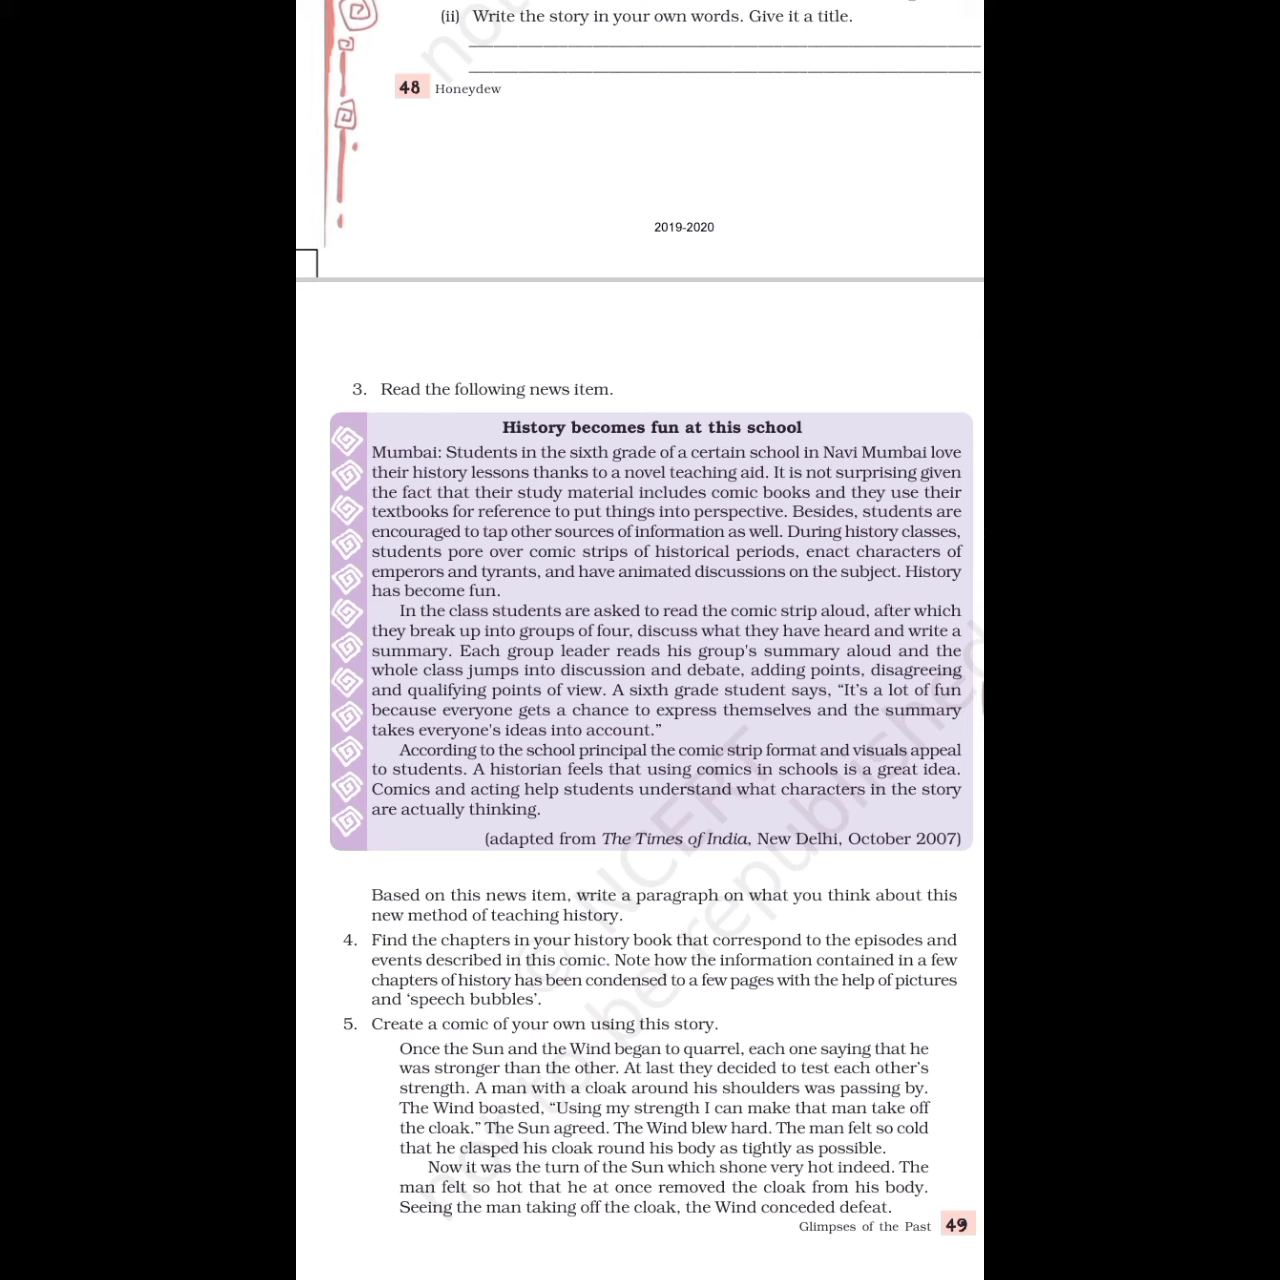 (ii) Write the story in your own words. Give it a title.
48 Honeydew
2019-2020
3. Read the following news item.
History becomes fun at this school
Mumbai: Students in the sixth grade of a certain school in Navi Mumbai love
their history lessons thanks to a novel teaching aid. It is not surprising given
the fact that their study material includes comic books and they use their
textbooks for reference to put things into perspective. Besides, students are
encouraged to tap other sources of information as well. During history classes,
students pore over comic strips of historical periods, enact characters of
emperors and tyrants, and have animated discussions on the subject. History
has become fun.
In the class students are asked to read the comic strip aloud, after which
they break up into groups of four, discuss what they have heard and write a
summary. Each group leader reads his group's summary aloud and the
whole class jumps into discussion and debate, adding points, disagreeing
and qualifying points of view. A sixth grade student says, “It’s a lot of fun
because everyone gets a chance to express themselves and the summary
takes everyone's ideas into account.”
According to the school principal the comic strip format and visuals appeal
to students. A historian feels that using comics in schools is a great idea.
Comics and acting help students understand what characters in the story
are actually thinking.
(adapted from The Times of India, New Delhi, October 2007)
Based on this news item, write a paragraph on what you think about this
new method of teaching history.
4. Find the chapters in your history book that correspond to the episodes and
events described in this comic. Note how the information contained in a few
chapters of history has been condensed to a few pages with the help of pictures
and ‘speech bubbles’.
5. Create a comic of your own using this story.
Once the Sun and the Wind began to quarrel, each one saying that he
was stronger than the other. At last they decided to test each other’s
strength. A man with a cloak around his shoulders was passing by.
The Wind boasted, “Using my strength I can make that man take off
the cloak.” The Sun agreed. The Wind blew hard. The man felt so cold
that he clasped his cloak round his body as tightly as possible.
Now it was the turn of the Sun which shone very hot indeed. The
man felt so hot that he at once removed the cloak from his body.
Seeing the man taking off the cloak, the Wind conceded defeat.
Glimpses of the Past 49
© NCERT
not to be republished